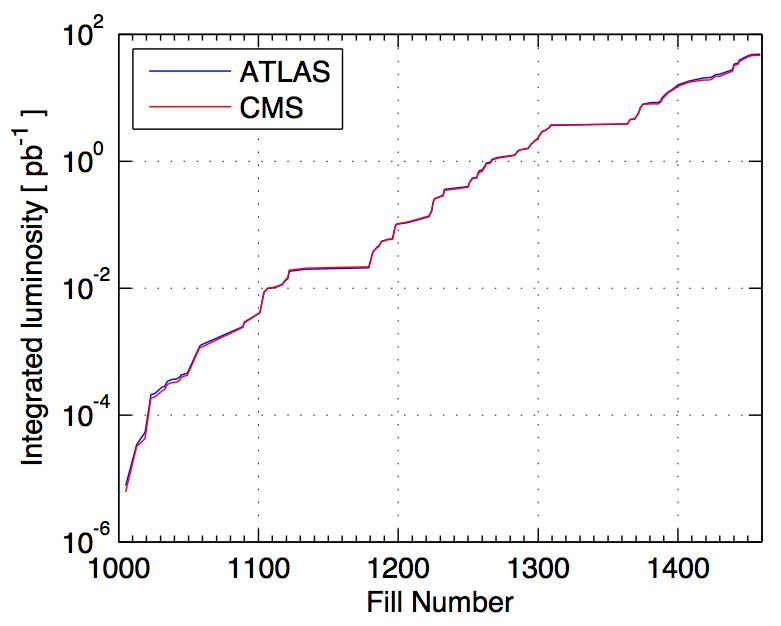 10^2
ATLAS
CMS
10^0
10^-2
10^-4
10^-6
Integrated luminosity [ pb^-1 ]
1000 1100 1200 1300 1400
Fill Number